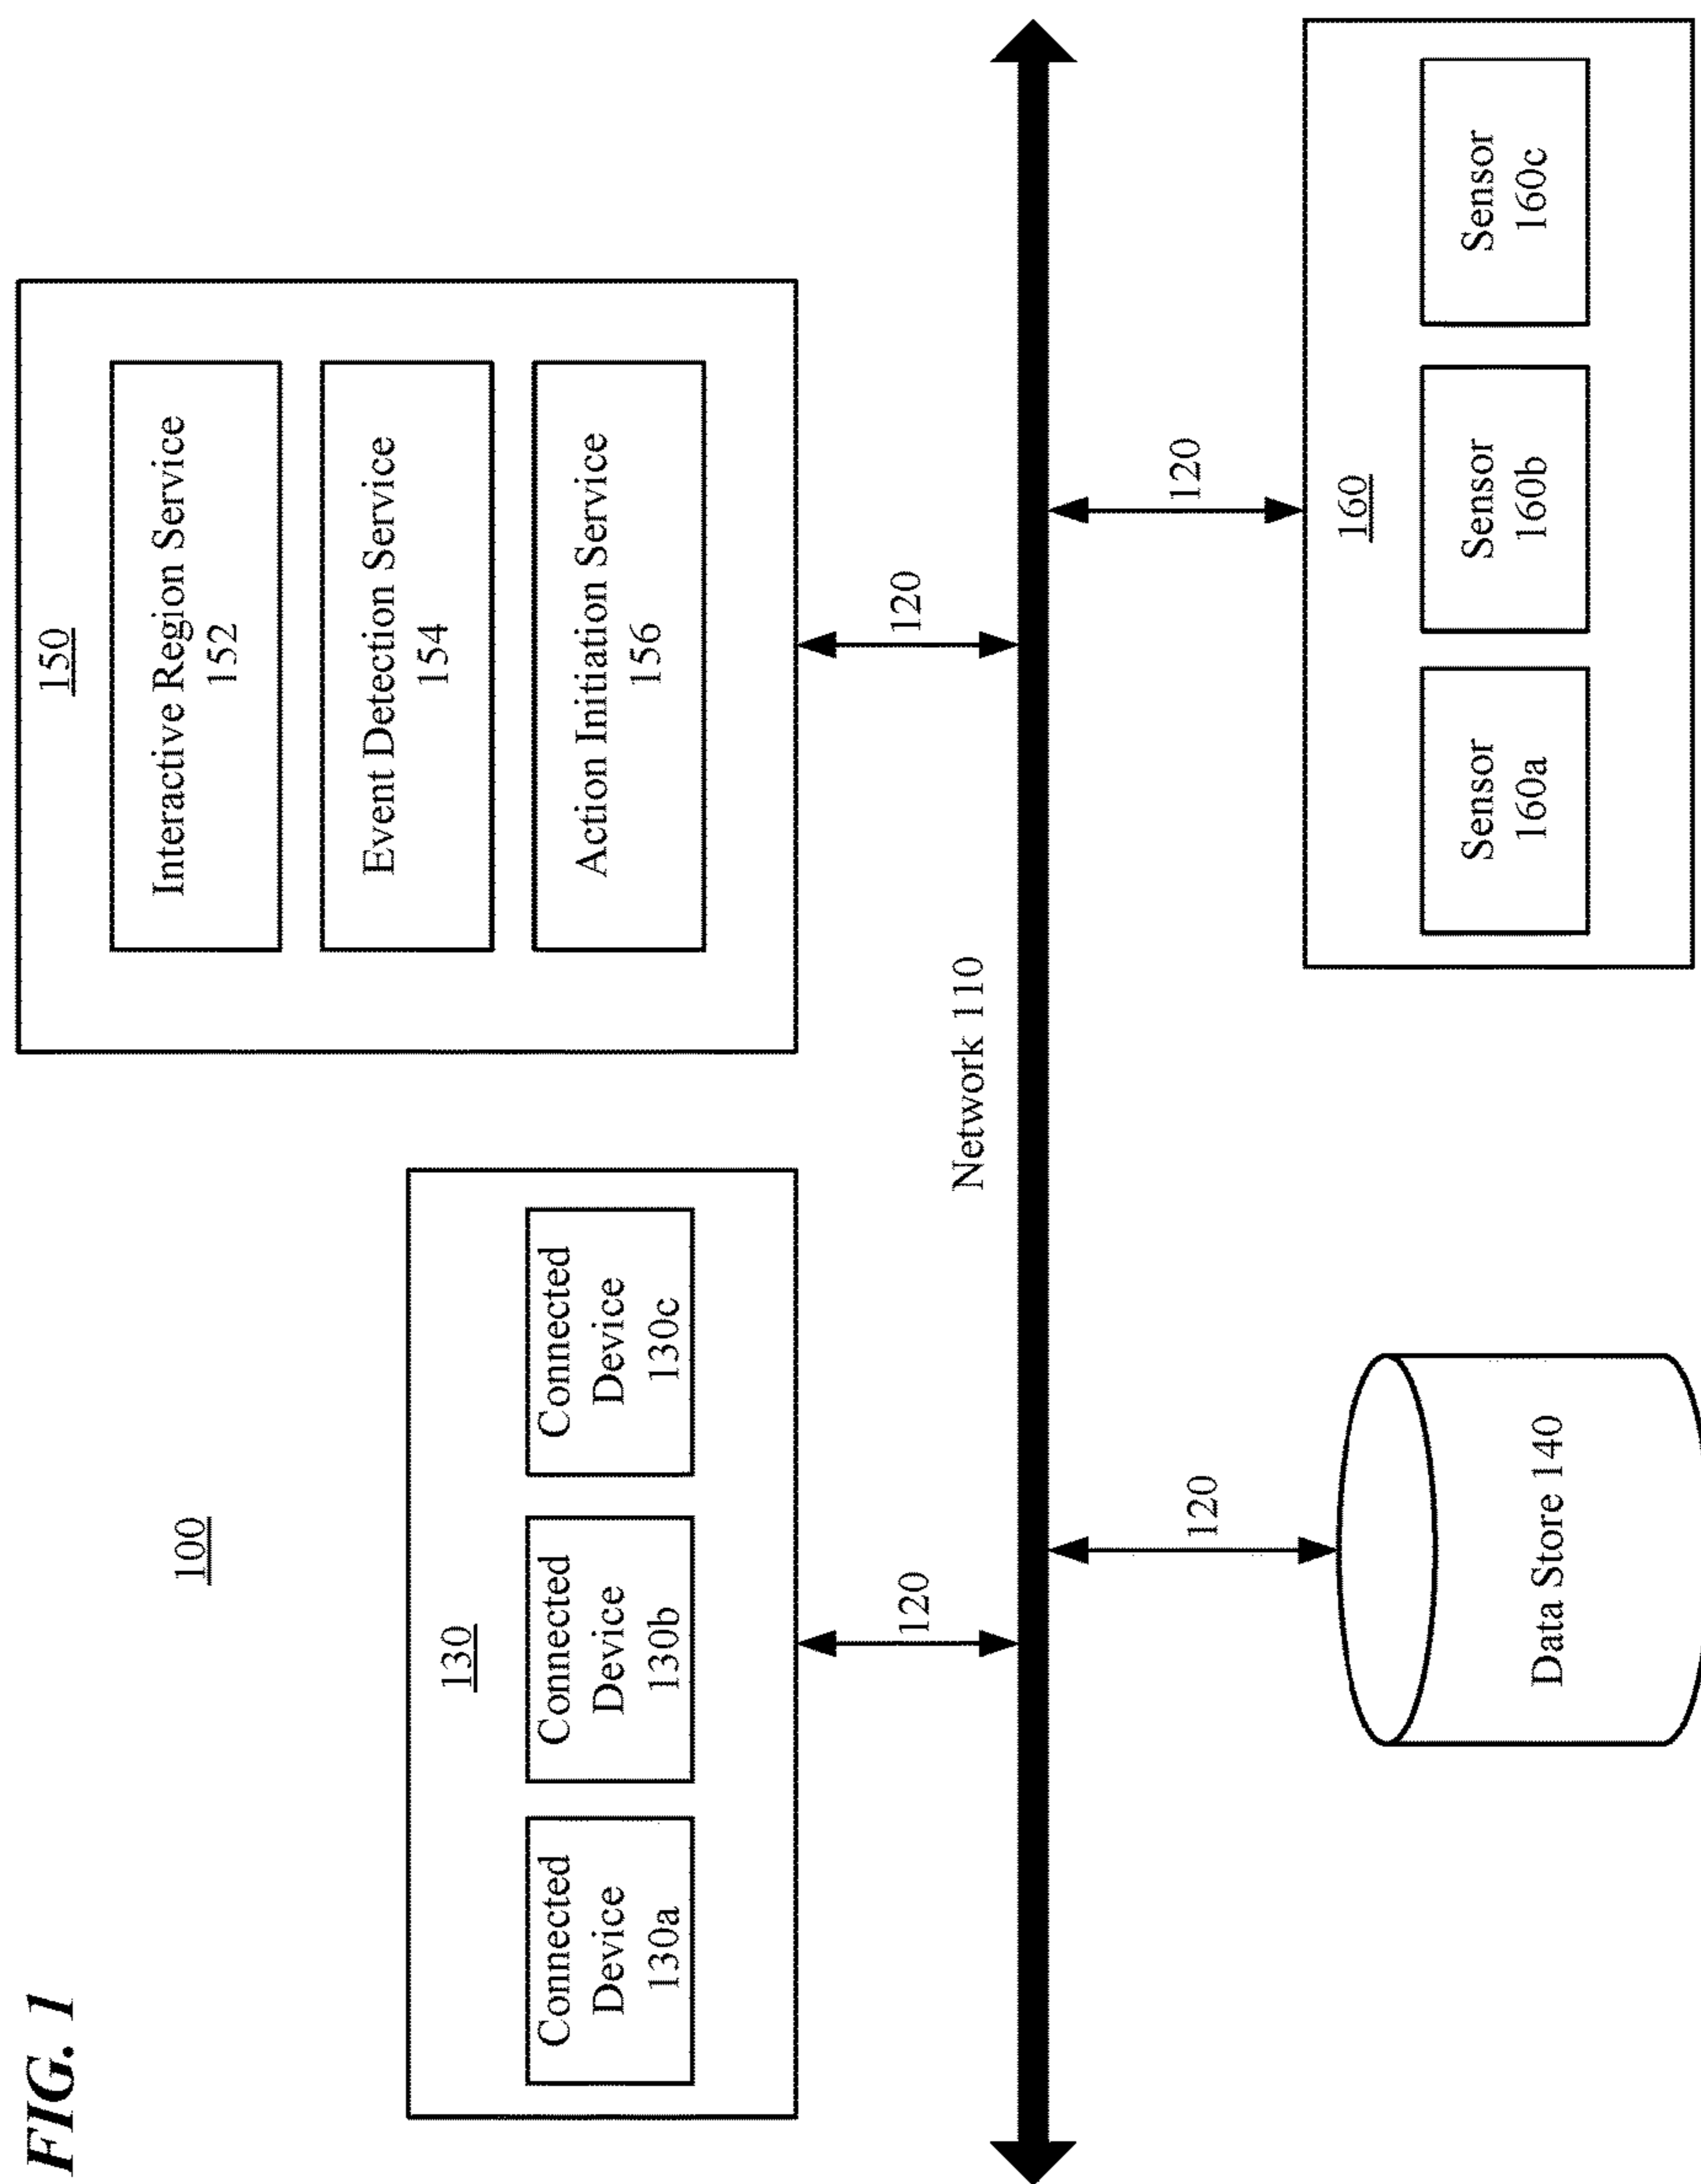 FIG. 1
100
130
Connected
Device
130a
Connected
Device
130b
Connected
Device
130c
150
Interactive Region Service
152
Event Detection Service
154
Action Initiation Service
156
120
120
Network 110
120
120
Data Store 140
160
Sensor
160a
Sensor
160b
Sensor
160c